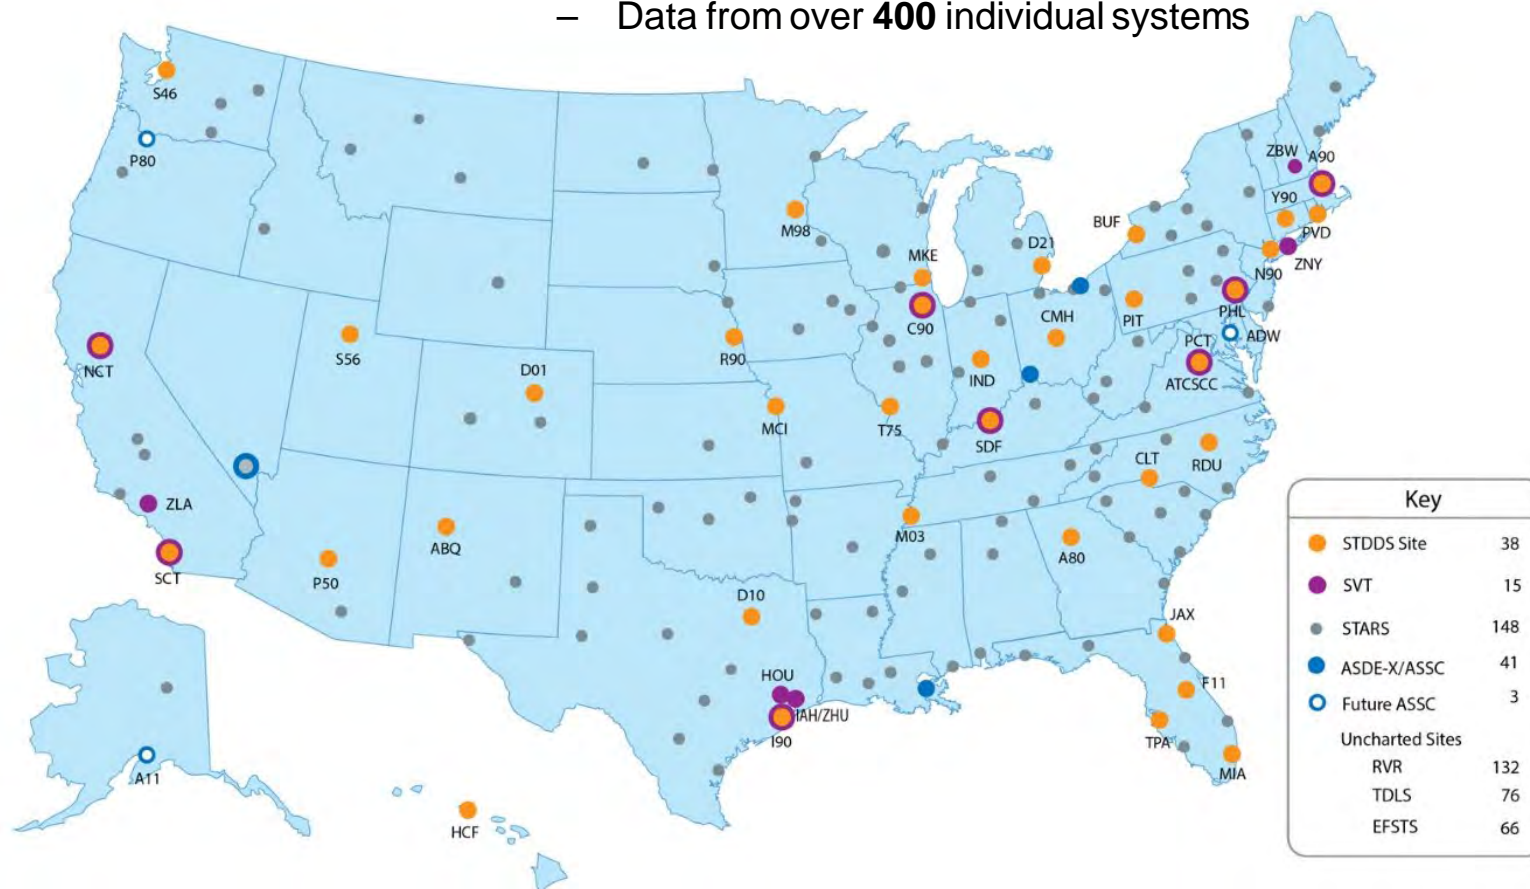 – Data from over 400 individual systems
S46
P80
ZBW A90
Y90
BUF
PVD
M98
D21
MKE
ZNY
N90
PHL
C90
CMH
PIT
ADW
PCT
NCT
S56
R90
D01
IND
ATCSCC
MCI
T75
SDF
CLT
RDU
ZLA
M03
ABQ
A80
SCT
P50
D10
JAX
HOU
F11
IAH/ZHU
I90
TPA
MIA
A11
HCF
Key
STDDS Site 38
SVT 15
STARS 148
ASDE-X/ASSC 41
Future ASSC 3
Uncharted Sites
RVR 132
TDLS 76
EFSTS 66